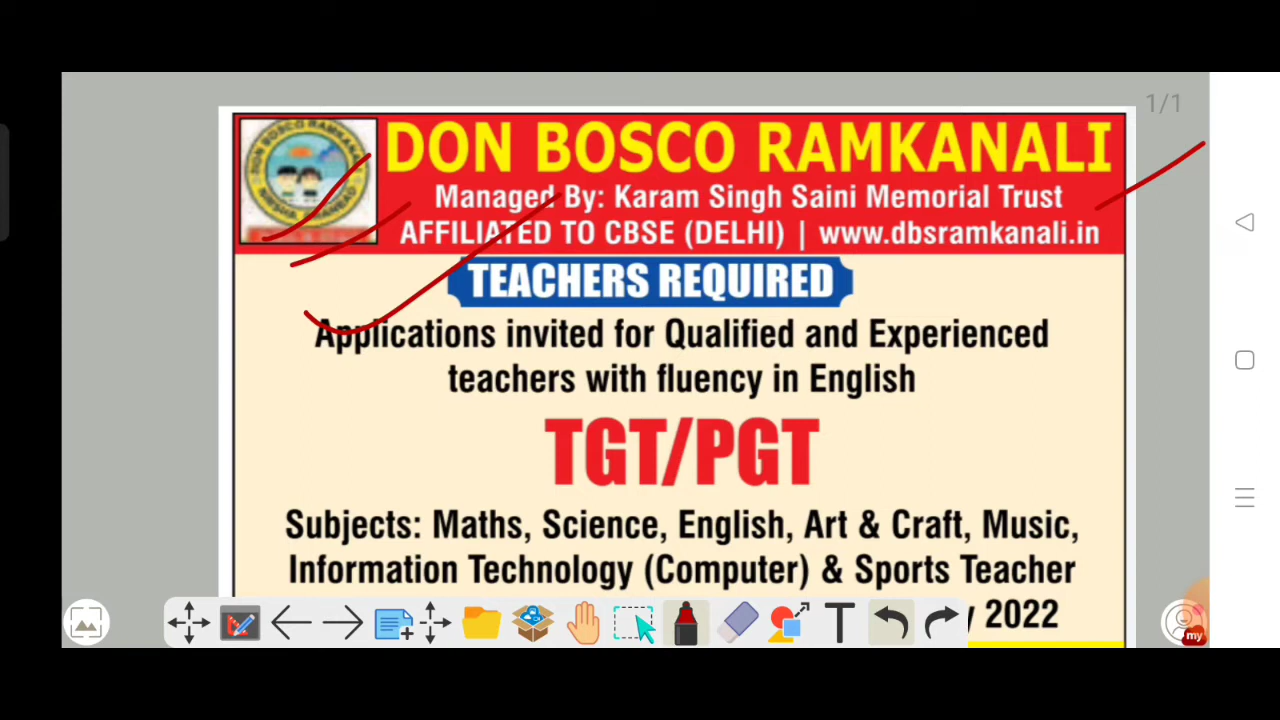 1/1
DON BOSCO RAMKANALI
Managed By: Karam Singh Saini Memorial Trust
AFFILIATED TO CBSE (DELHI) | www.dbsramkanali.in
TEACHERS REQUIRED
Applications invited for Qualified and Experienced
teachers with fluency in English
TGT/PGT
Subjects: Maths, Science, English, Art & Craft, Music,
Information Technology (Computer) & Sports Teacher
2022
T
my